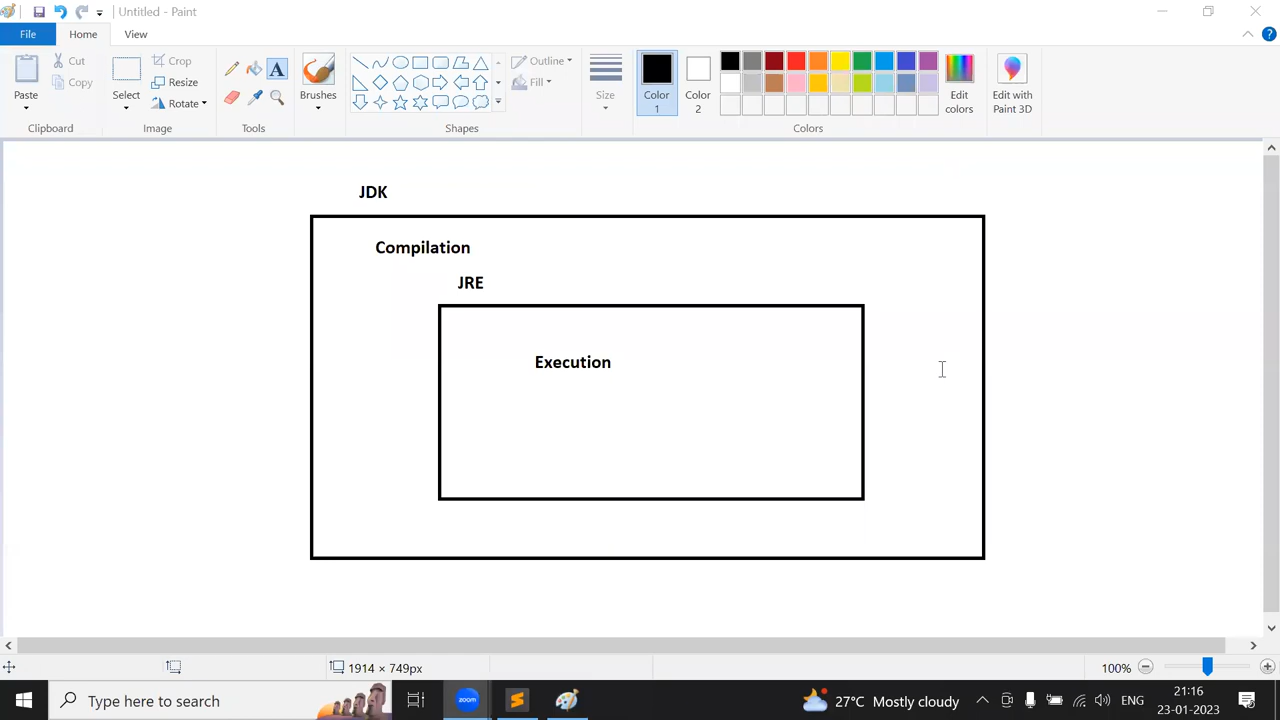 Untitled - Paint
File Home View
Paste
Cut
Copy
Clipboard
Select
Crop
Resize
Rotate
Image
A
Tools
Brushes
Shapes
Outline
Fill
Size
Color 1
Color 2
Edit colors
Colors
Edit with Paint 3D
JDK
Compilation
JRE
Execution
1914 × 749px
100%
Type here to search
zoom
27°C Mostly cloudy
ENG
21:16
23-01-2023